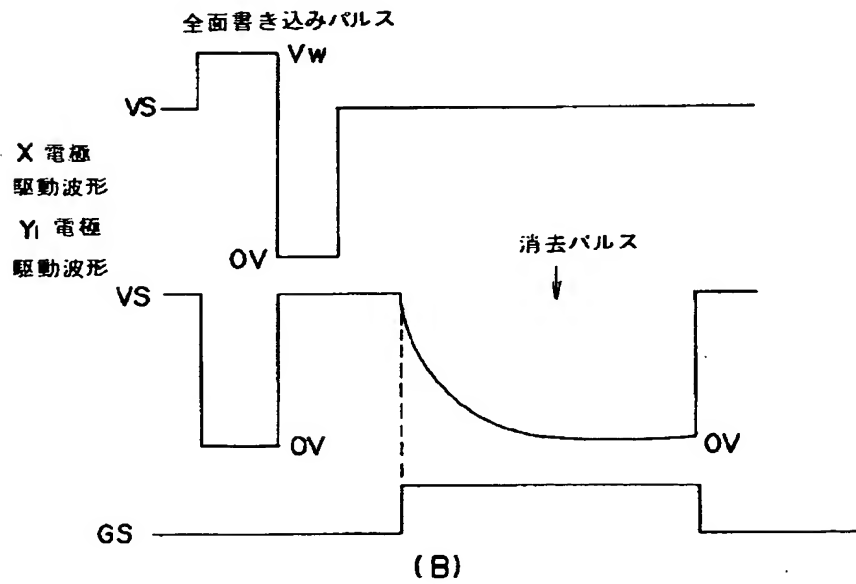 全面書き込みパルス
Vw
VS
X 電極
駆動波形
Y1 電極
駆動波形
0V
消去パルス
VS
0V
0V
GS
(B)